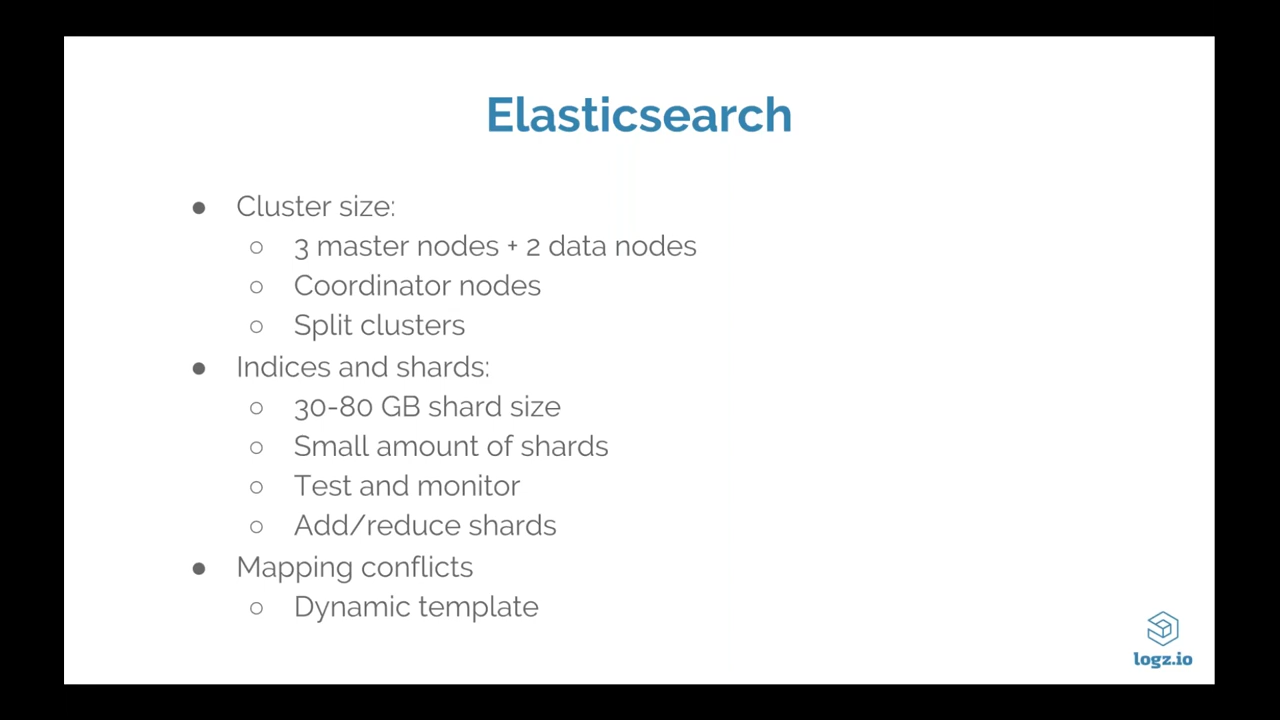 Elasticsearch
● Cluster size:
○ 3 master nodes + 2 data nodes
○ Coordinator nodes
○ Split clusters
● Indices and shards:
○ 30-80 GB shard size
○ Small amount of shards
○ Test and monitor
○ Add/reduce shards
● Mapping conflicts
○ Dynamic template
logz.io